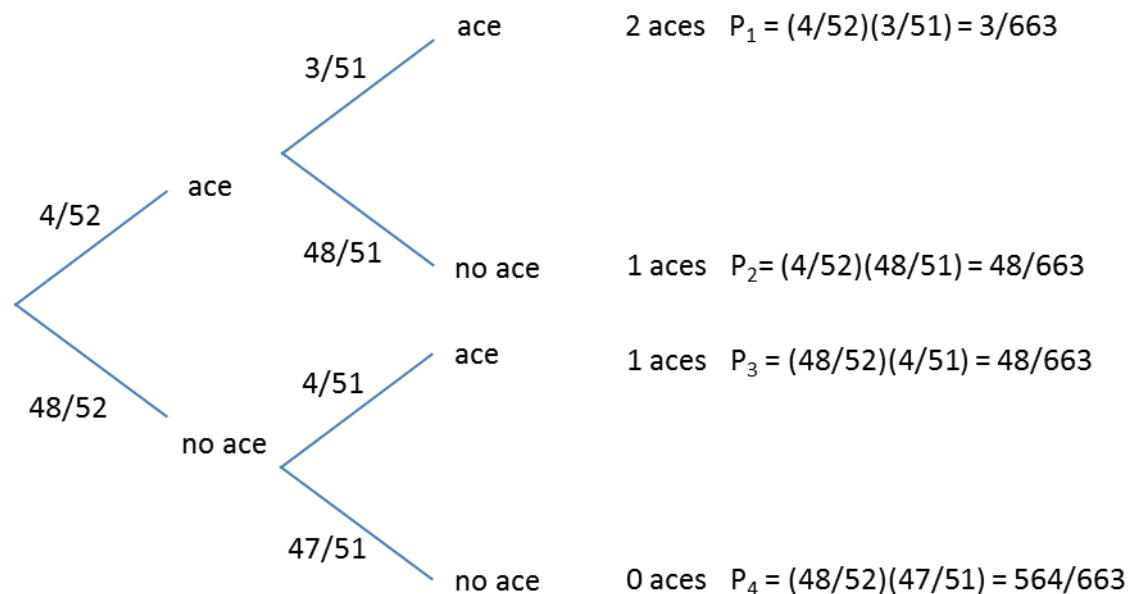 ace 2 aces P₁ = (4/52)(3/51) = 3/663
3/51
ace
4/52
48/51
no ace 1 aces P₂= (4/52)(48/51) = 48/663
ace 1 aces P₃ = (48/52)(4/51) = 48/663
4/51
48/52
no ace
47/51
no ace 0 aces P₄ = (48/52)(47/51) = 564/663